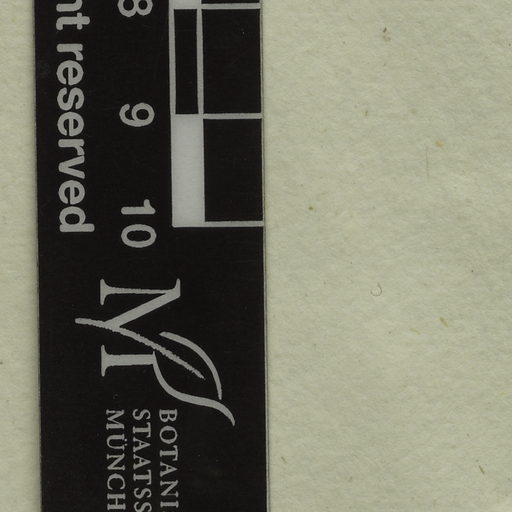 nt reserved
8
9
10
M
BOTANI
STAATSS
MÜNCH